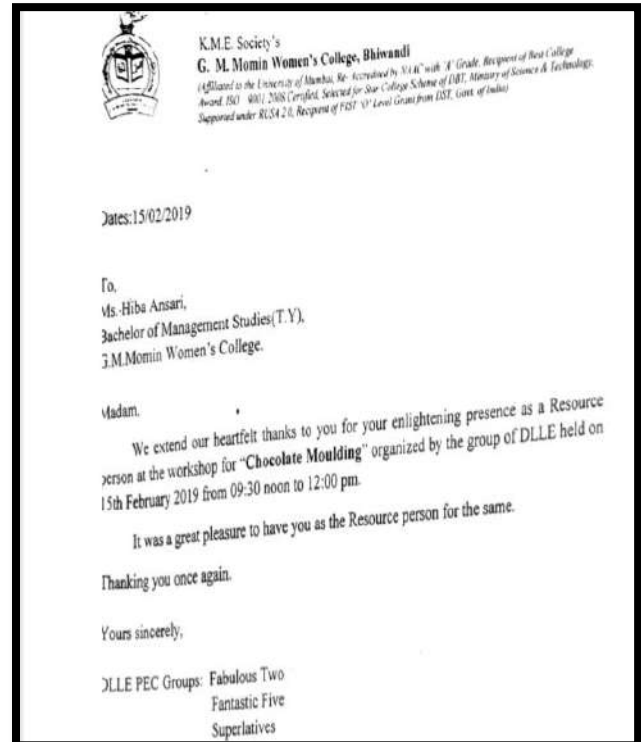 K.M.E. Society's
G. M. Momin Women's College, Bhiwandi
(Affiliated to the University of Mumbai, Re- Accredited by NAAC with 'A' Grade, Recipient of Best College
Award, ISO 9001:2008 Certified, Selected for Star College Scheme of DBT, Ministry of Science & Technology,
Supported under RUSA 2.0, Recipient of FIST 'O' Level Grant from DST, Govt. of India)
Dates:15/02/2019
To,
Ms.-Hiba Ansari,
Bachelor of Management Studies(T.Y),
G.M.Momin Women's College.
Madam,
We extend our heartfelt thanks to you for your enlightening presence as a Resource
person at the workshop for "Chocolate Moulding" organized by the group of DLLE held on
15th February 2019 from 09:30 noon to 12:00 pm.
It was a great pleasure to have you as the Resource person for the same.
Thanking you once again.
Yours sincerely,
DLLE PEC Groups: Fabulous Two
Fantastic Five
Superlatives